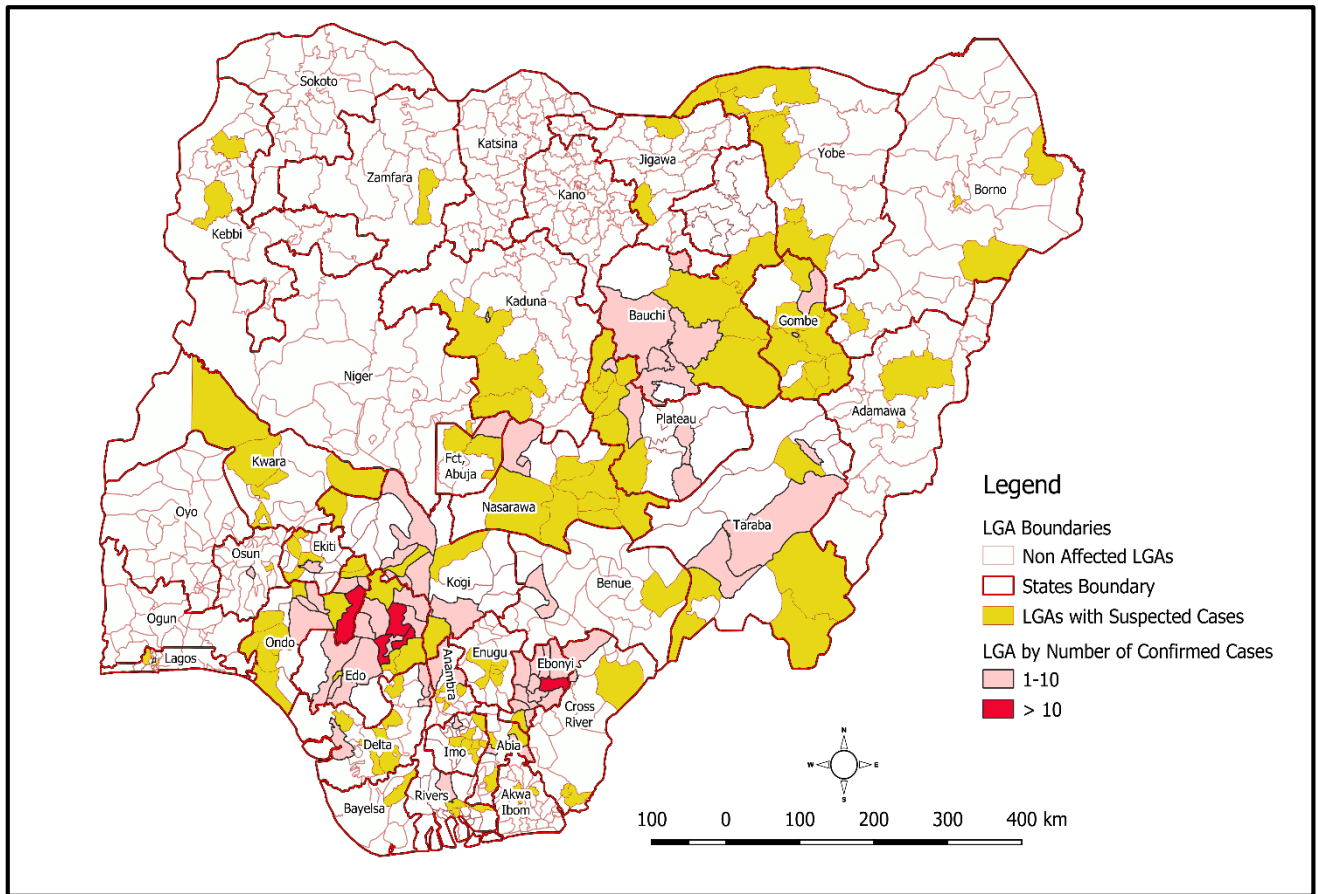 Sokoto
Katsina
Jigawa
Yobe
Zamfara
Kano
Borno
Kebbi
Kaduna
Bauchi
Gombe
Niger
Adamawa
Plateau
Kwara
Fct,
Abuja
Nasarawa
Oyo
Taraba
Osun
Ekiti
Kogi
Benue
Ogun
Ondo
Lagos
Edo
Anambra
Enugu
Ebonyi
Cross
River
Delta
Imo
Abia
Bayelsa
Rivers
Akwa
Ibom
Legend
LGA Boundaries
Non Affected LGAs
States Boundary
LGAs with Suspected Cases
LGA by Number of Confirmed Cases
1-10
> 10
N
W
E
S
100 0 100 200 300 400 km